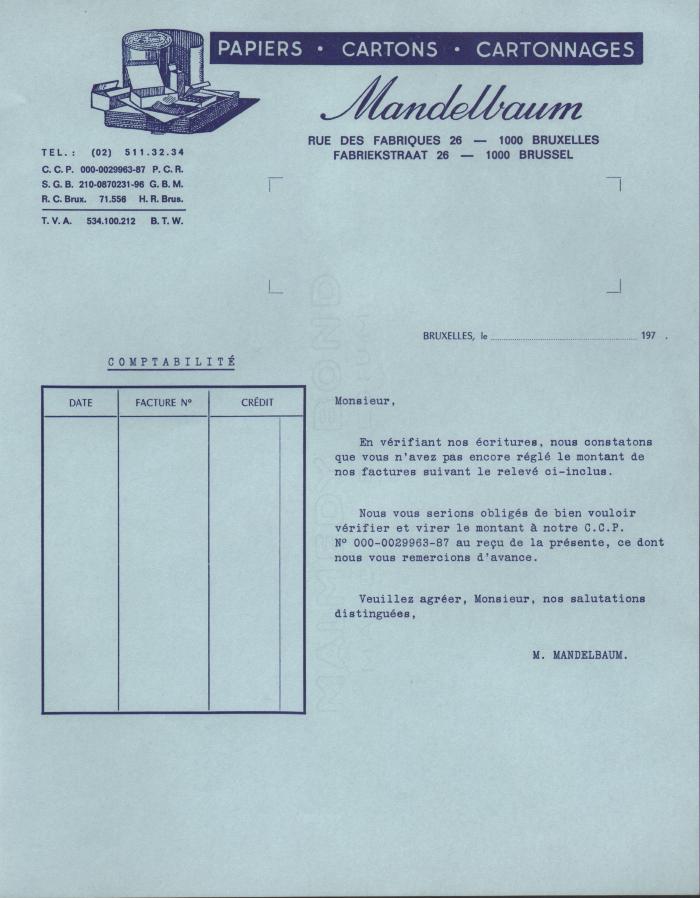 PAPIERS · CARTONS · CARTONNAGES
Mandelbaum
RUE DES FABRIQUES 26 — 1000 BRUXELLES
FABRIEKSTRAAT 26 — 1000 BRUSSEL
TEL.: (02) 511.32.34
C.C.P. 000-0029963-87 P.C.R.
S.G.B. 210-0870231-96 G.B.M.
R.C. Brux. 71.556 H.R. Brus.
T.V.A. 534.100.212 B.T.W.
BRUXELLES, le ........................ 197 .
COMPTABILITÉ
DATE FACTURE Nº CRÉDIT
Monsieur,
En vérifiant nos écritures, nous constatons
que vous n'avez pas encore réglé le montant de
nos factures suivant le relevé ci-inclus.
Nous vous serions obligés de bien vouloir
vérifier et virer le montant à notre C.C.P.
Nº 000-0029963-87 au reçu de la présente, ce dont
nous vous remercions d'avance.
Veuillez agréer, Monsieur, nos salutations
distinguées,
M. MANDELBAUM.